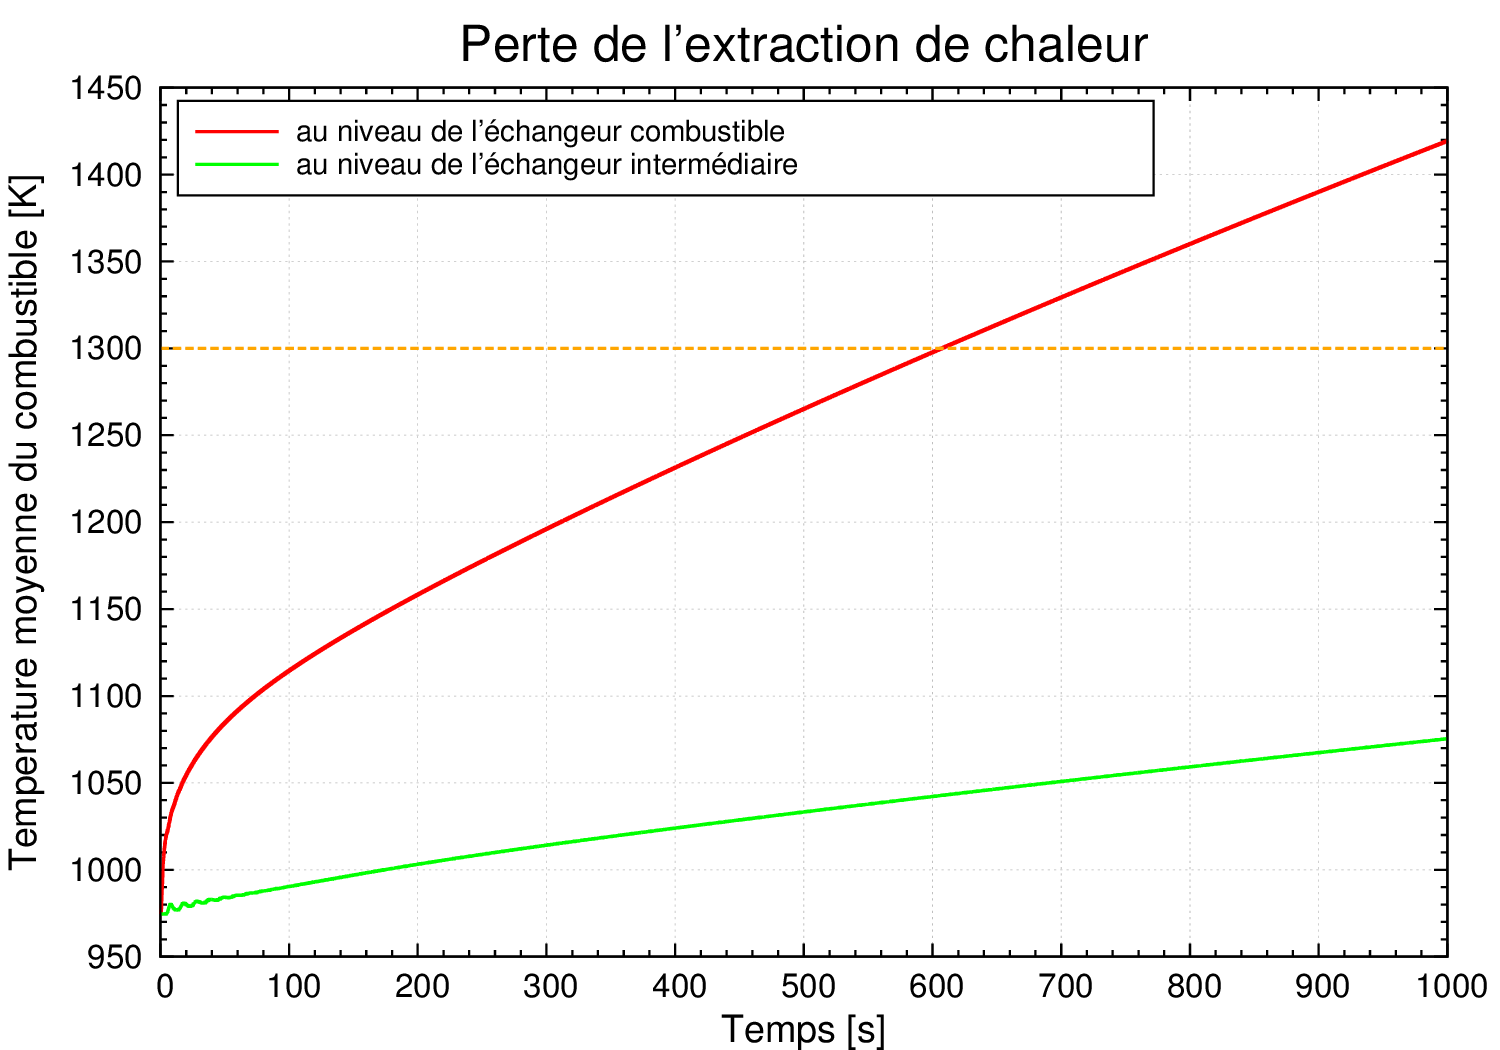 Perte de l’extraction de chaleur
au niveau de l’échangeur combustible
au niveau de l’échangeur intermédiaire
Temperature moyenne du combustible [K]
1450
1400
1350
1300
1250
1200
1150
1100
1050
1000
950
0 100 200 300 400 500 600 700 800 900 1000
Temps [s]